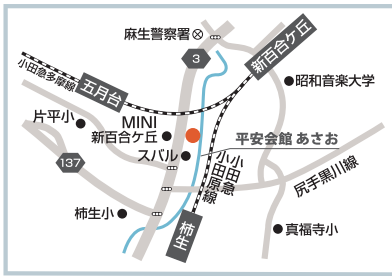 麻生警察署
3
新百合ケ丘
小田急多摩線
五月台
昭和音楽大学
片平小
MINI
新百合ケ丘
平安会館 あさお
スバル
137
小田急
小田原線
尻手黒川線
柿生小
柿生
真福寺小